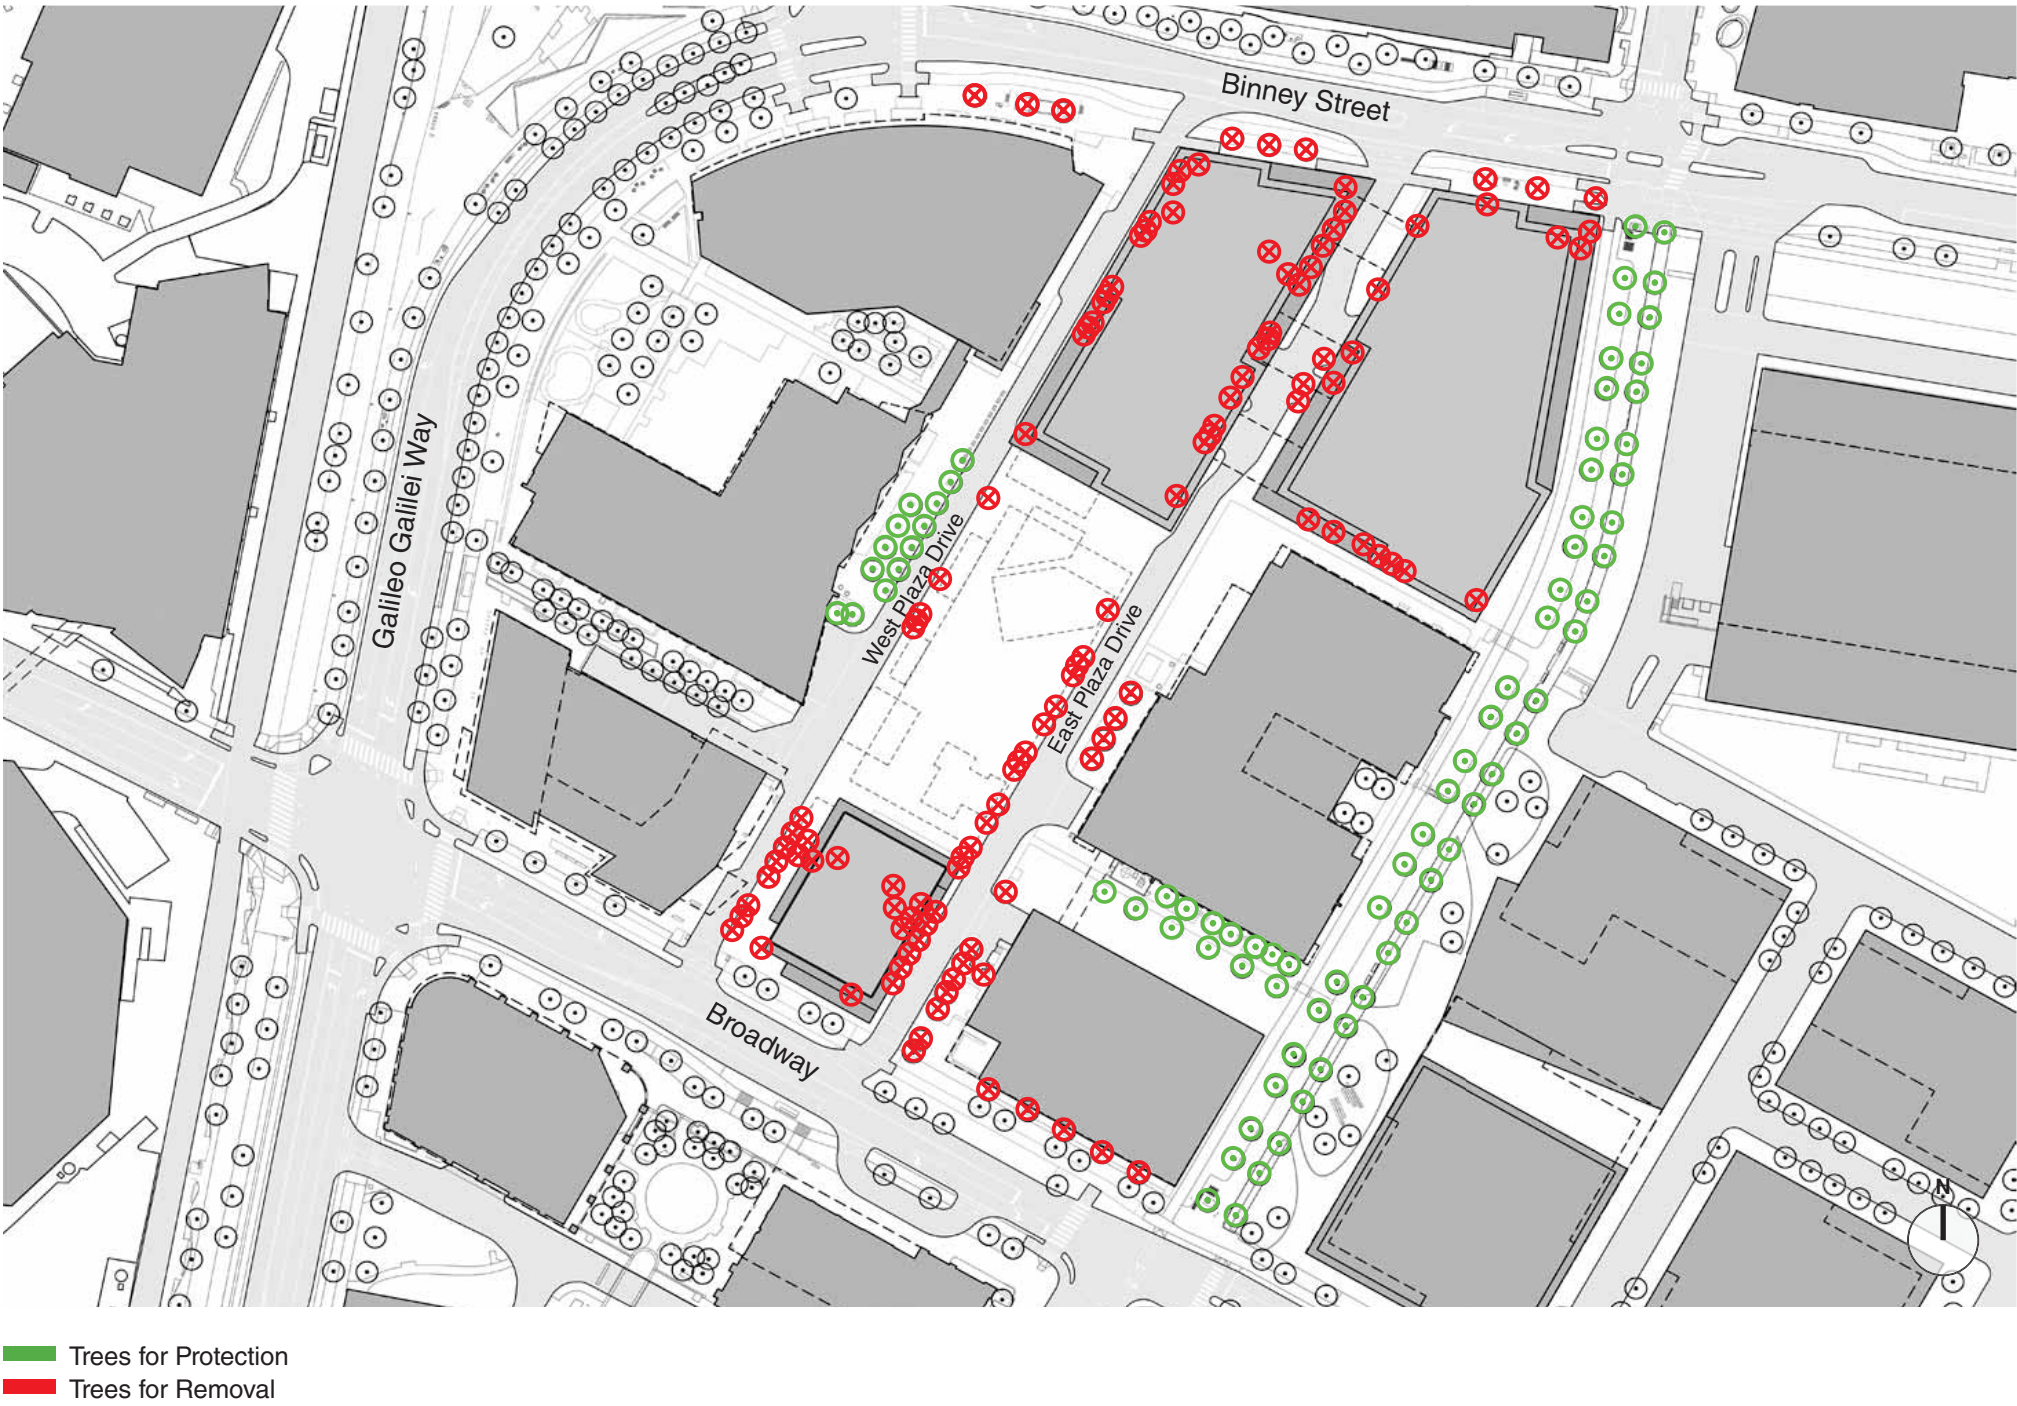 Binney Street
Galileo Galilei Way
West Plaza Drive
East Plaza Drive
Broadway
N
Trees for Protection
Trees for Removal